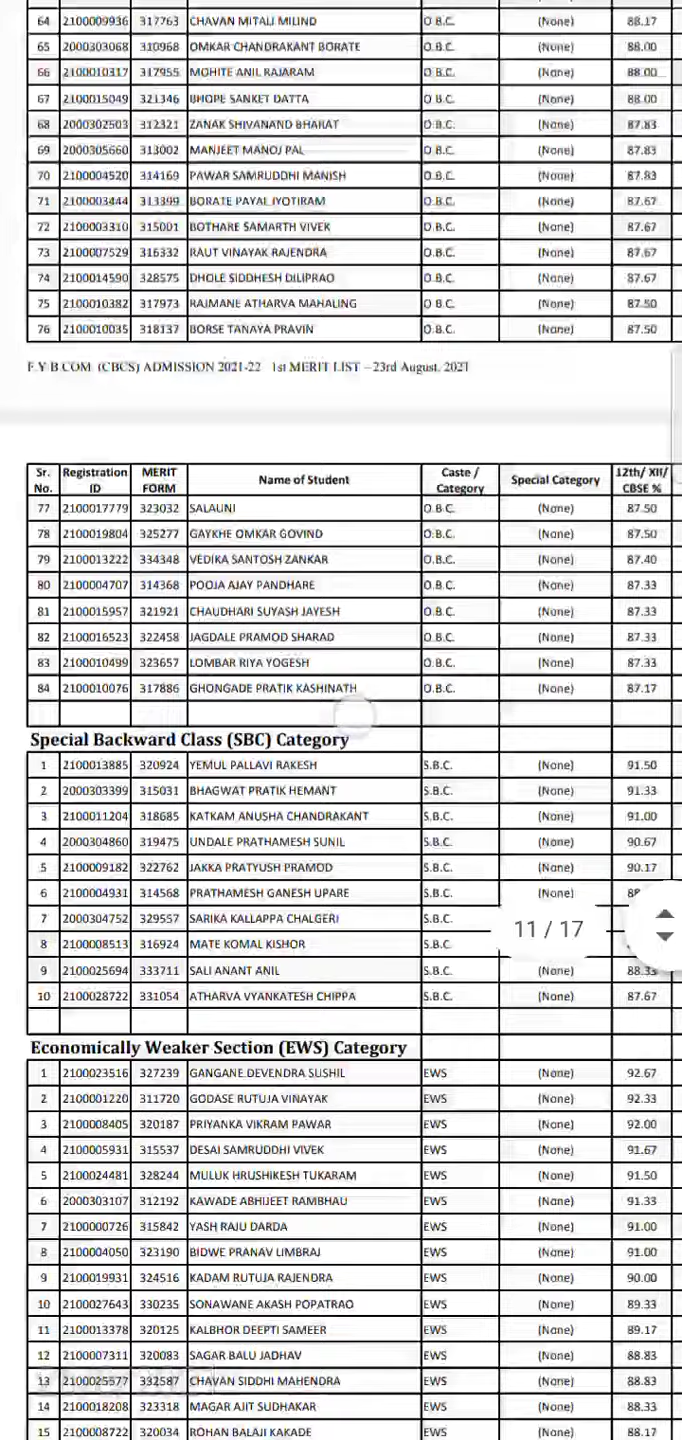 64 2100009936 317763 CHAVAN MITALI MILIND O.B.C. (None) 88.17
65 2000303068 310968 OMKAR CHANDRAKANT BORATE O.B.C. (None) 88.00
66 2100010317 317955 MOHITE ANIL RAJARAM O.B.C. (None) 88.00
67 2100015049 321346 BHOPE SANKET DATTA O.B.C. (None) 88.00
68 2000302503 312321 ZANAK SHIVANAND BHARAT O.B.C. (None) 87.83
69 2000305660 313002 MANJEET MANOJ PAL O.B.C. (None) 87.83
70 2100004520 314169 PAWAR SAMRUDDHI MANISH O.B.C. (None) 87.83
71 2100003444 313399 BORATE PAYAL JYOTIRAM O.B.C. (None) 87.67
72 2100003310 315001 BOTHARE SAMARTH VIVEK O.B.C. (None) 87.67
73 2100007529 316332 RAUT VINAYAK RAJENDRA O.B.C. (None) 87.67
74 2100014590 328575 DHOLE SIDDHESH DILIPRAO O.B.C. (None) 87.67
75 2100010382 317973 RAJMANE ATHARVA MAHALING O.B.C. (None) 87.50
76 2100010035 318137 BORSE TANAYA PRAVIN O.B.C. (None) 87.50
F.Y.B.COM. (CBCS) ADMISSION 2021-22 1st MERIT LIST – 23rd August, 2021
Sr. No. Registration ID MERIT FORM Name of Student Caste / Category Special Category 12th/ XII/ CBSE %
77 2100017779 323032 SALAUNI O.B.C. (None) 87.50
78 2100019804 325277 GAYKHE OMKAR GOVIND O.B.C. (None) 87.50
79 2100013222 334348 VEDIKA SANTOSH ZANKAR O.B.C. (None) 87.40
80 2100004707 314368 POOJA AJAY PANDHARE O.B.C. (None) 87.33
81 2100015957 321921 CHAUDHARI SUYASH JAYESH O.B.C. (None) 87.33
82 2100016523 322458 JAGDALE PRAMOD SHARAD O.B.C. (None) 87.33
83 2100010499 323657 LOMBAR RIYA YOGESH O.B.C. (None) 87.33
84 2100010076 317886 GHONGADE PRATIK KASHINATH O.B.C. (None) 87.17
Special Backward Class (SBC) Category
1 2100013885 320924 YEMUL PALLAVI RAKESH S.B.C. (None) 91.50
2 2000303399 315031 BHAGWAT PRATIK HEMANT S.B.C. (None) 91.33
3 2100011204 318685 KATKAM ANUSHA CHANDRAKANT S.B.C. (None) 91.00
4 2000304860 319475 UNDALE PRATHAMESH SUNIL S.B.C. (None) 90.67
5 2100009182 322762 JAKKA PRATYUSH PRAMOD S.B.C. (None) 90.17
6 2100004931 314568 PRATHAMESH GANESH UPARE S.B.C. (None)
7 2000304752 329557 SARIKA KALLAPPA CHALGERI S.B.C.
11 / 17
8 2100008513 316924 MATE KOMAL KISHOR S.B.C.
9 2100025694 333711 SALI ANANT ANIL S.B.C. (None) 88.33
10 2100028722 331054 ATHARVA VYANKATESH CHIPPA S.B.C. (None) 87.67
Economically Weaker Section (EWS) Category
1 2100023516 327239 GANGANE DEVENDRA SUSHIL EWS (None) 92.67
2 2100001220 311720 GODASE RUTUJA VINAYAK EWS (None) 92.33
3 2100008405 320187 PRIYANKA VIKRAM PAWAR EWS (None) 92.00
4 2100005931 315537 DESAI SAMRUDDHI VIVEK EWS (None) 91.67
5 2100024481 328244 MULUK HRUSHIKESH TUKARAM EWS (None) 91.50
6 2000303107 312192 KAWADE ABHIJEET RAMBHAU EWS (None) 91.33
7 2100000726 315842 YASH RAJU DARDA EWS (None) 91.00
8 2100004050 323190 BIDWE PRANAV LIMBRAJ EWS (None) 91.00
9 2100019931 324516 KADAM RUTUJA RAJENDRA EWS (None) 90.00
10 2100027643 330235 SONAWANE AKASH POPATRAO EWS (None) 89.33
11 2100013378 320125 KALBHOR DEEPTI SAMEER EWS (None) 89.17
12 2100007311 320083 SAGAR BALU JADHAV EWS (None) 88.83
13 2100025577 332587 CHAVAN SIDDHI MAHENDRA EWS (None) 88.83
14 2100018208 323318 MAGAR AJIT SUDHAKAR EWS (None) 88.33
15 2100008722 320034 ROHAN BALAJI KAKADE EWS (None) 88.17